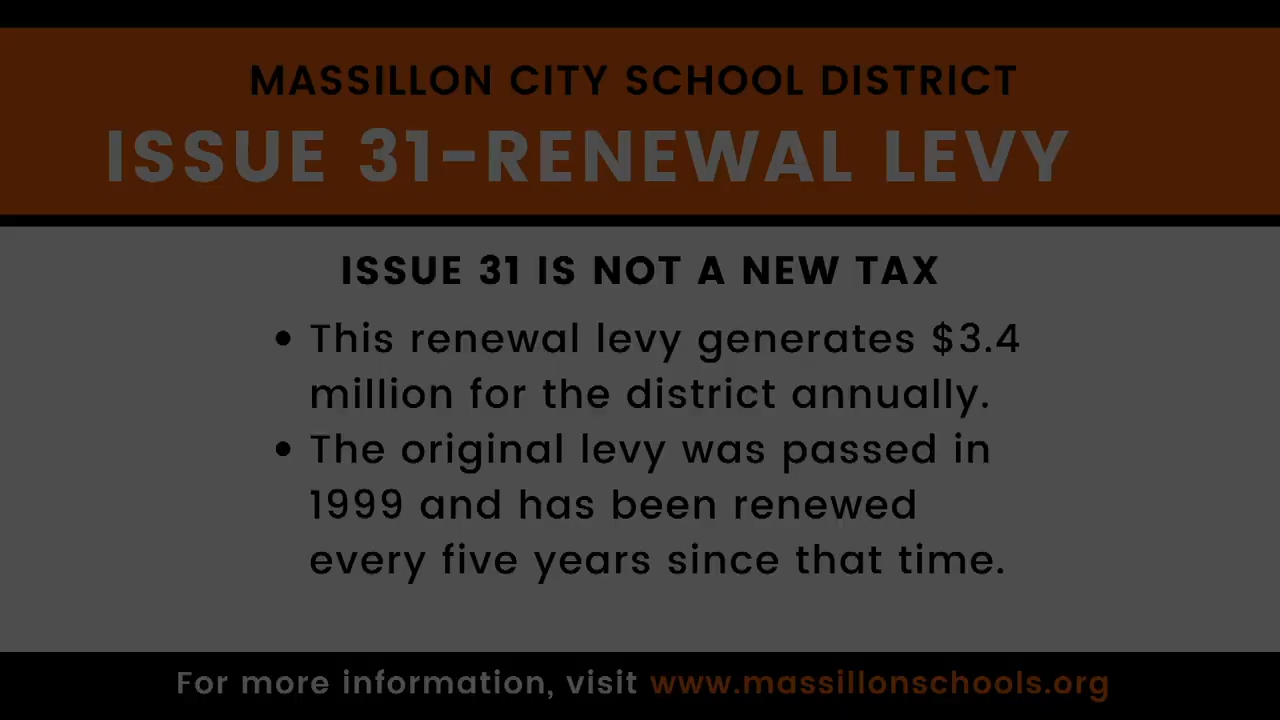 MASSILLON CITY SCHOOL DISTRICT
ISSUE 31-RENEWAL LEVY
ISSUE 31 IS NOT A NEW TAX
• This renewal levy generates $3.4
million for the district annually.
• The original levy was passed in
1999 and has been renewed
every five years since that time.
For more information, visit www.massillonschools.org